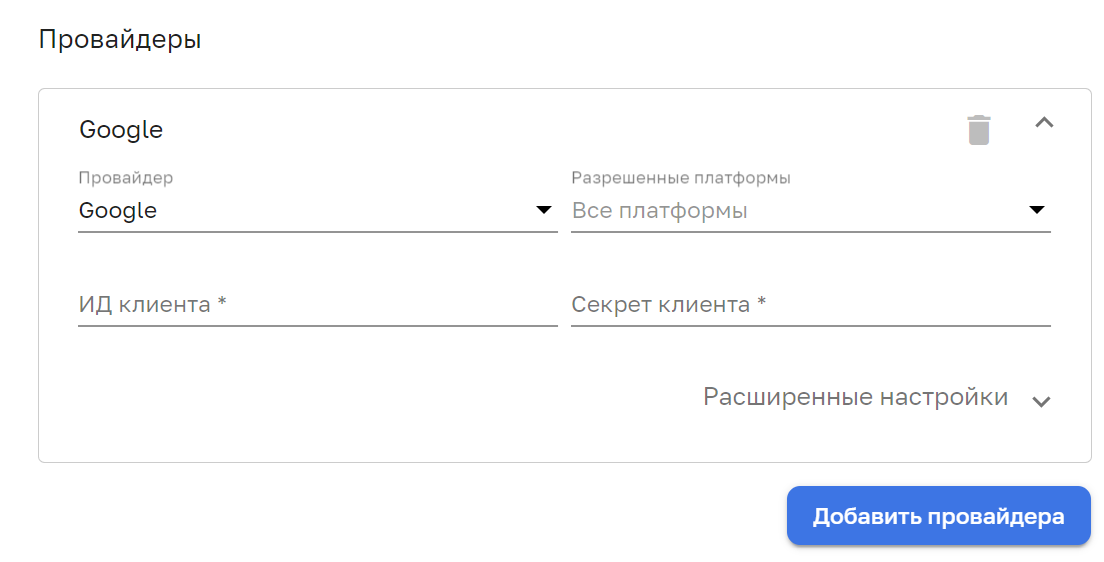 Провайдеры
Google
Провайдер
Разрешенные платформы
Google
Все платформы
ИД клиента *
Секрет клиента *
Расширенные настройки
Добавить провайдера